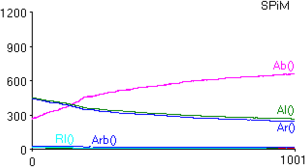 SPiM
1200
900
600
300
0
Ab()
Al()
Ar()
Rl() Arb()
0 1001